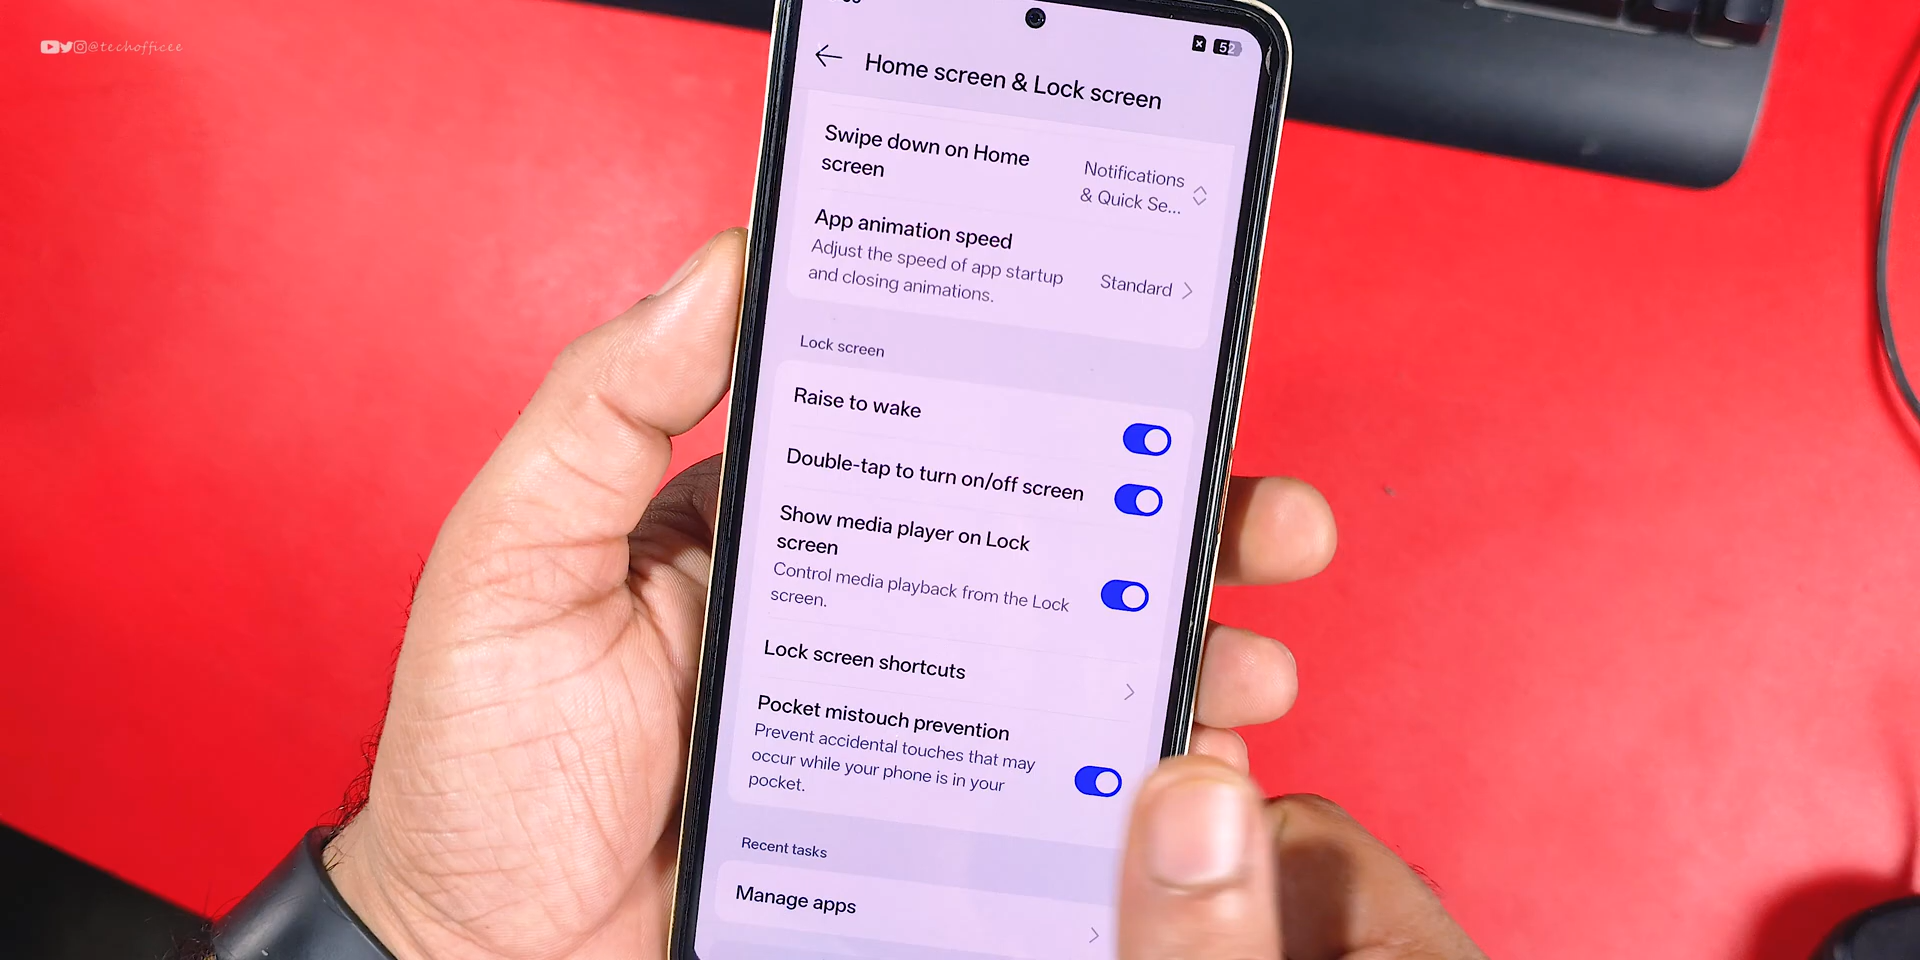 @techofficee
52
Home screen & Lock screen
Swipe down on Home
screen
Notifications
& Quick Se...
App animation speed
Adjust the speed of app startup
and closing animations.
Standard
Lock screen
Raise to wake
Double-tap to turn on/off screen
Show media player on Lock
screen
Control media playback from the Lock
screen.
Lock screen shortcuts
Pocket mistouch prevention
Prevent accidental touches that may
occur while your phone is in your
pocket.
Recent tasks
Manage apps